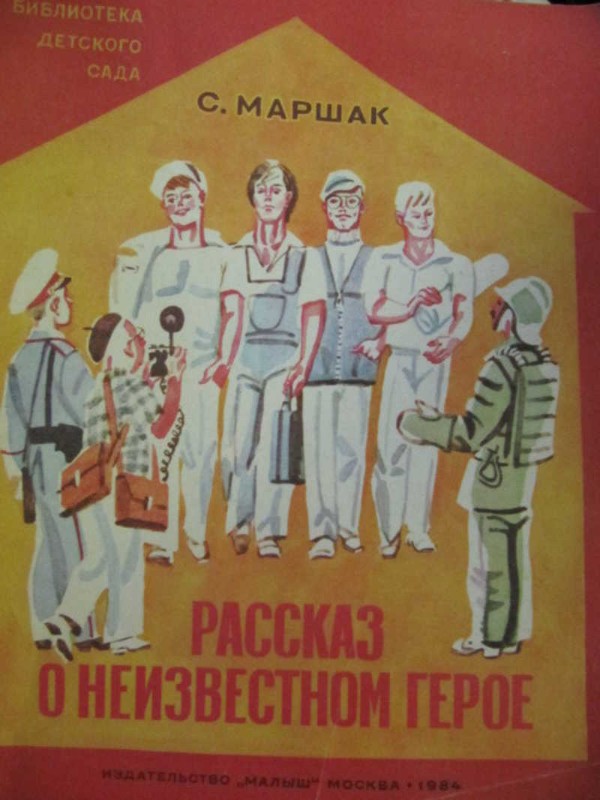 БИБЛИОТЕКА
ДЕТСКОГО
САДА
С. МАРШАК
РАССКАЗ
О НЕИЗВЕСТНОМ ГЕРОЕ
ИЗДАТЕЛЬСТВО „МАЛЫШ“ МОСКВА · 1984